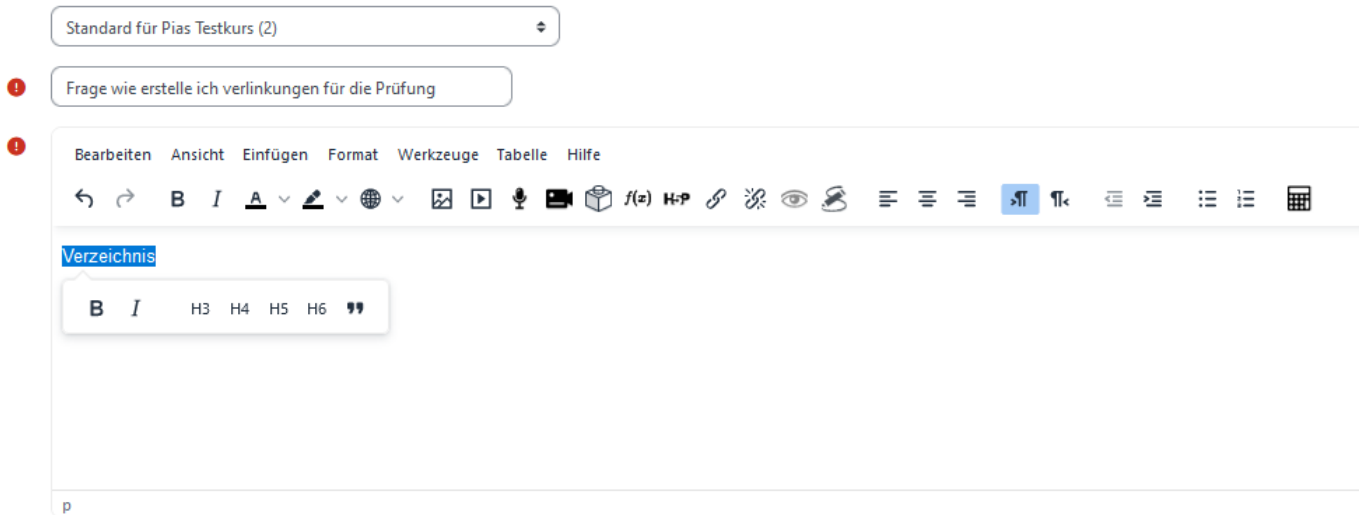 Standard für Pias Testkurs (2)
Frage wie erstelle ich verlinkungen für die Prüfung
Bearbeiten Ansicht Einfügen Format Werkzeuge Tabelle Hilfe
B I A f(x) H-P
Verzeichnis
B I H3 H4 H5 H6
p